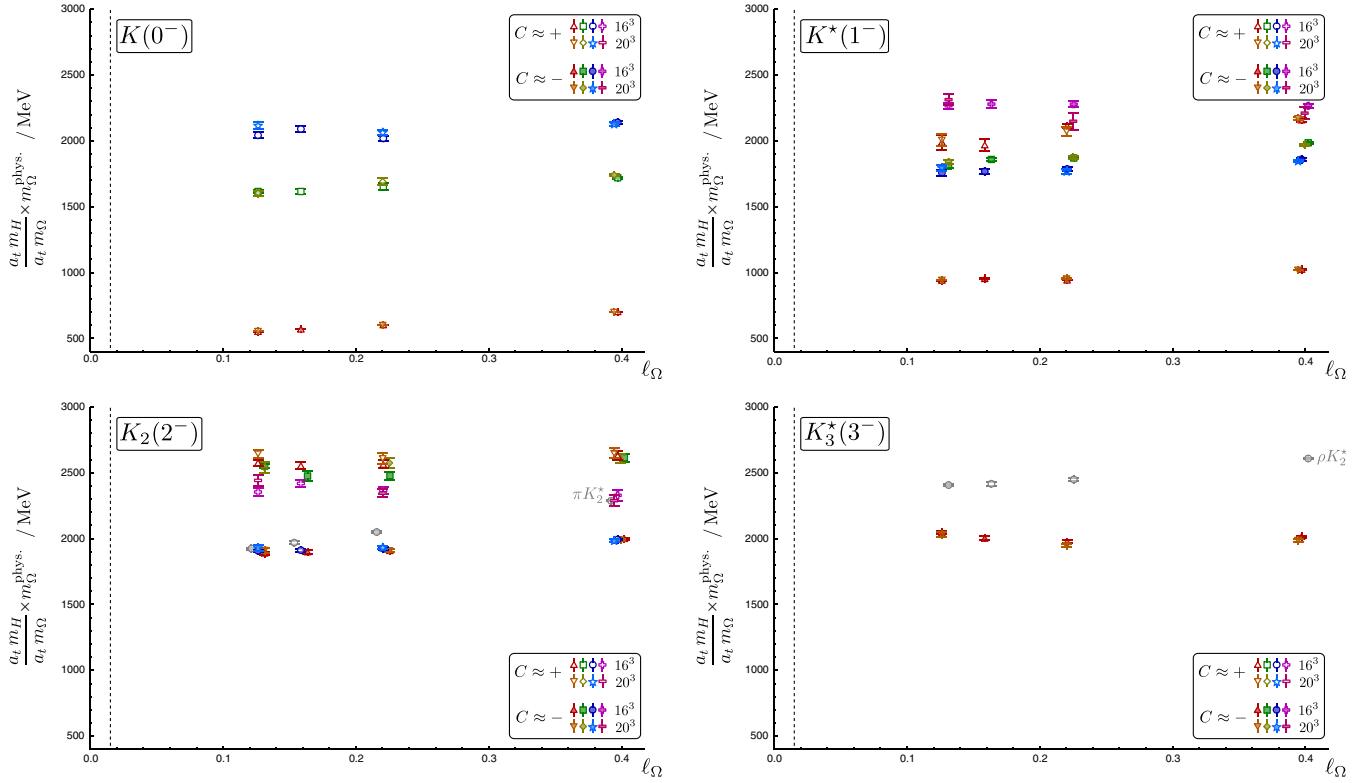 K(0⁻)
C ≈ + 16³
20³
C ≈ − 16³
20³
3000
2500
2000
1500
1000
500
a_t m_H / a_t m_Ω × m_Ω^phys. / MeV
0.0 0.1 0.2 0.3 0.4
ℓ_Ω
K⋆(1⁻)
C ≈ + 16³
20³
C ≈ − 16³
20³
3000
2500
2000
1500
1000
500
a_t m_H / a_t m_Ω × m_Ω^phys. / MeV
0.0 0.1 0.2 0.3 0.4
ℓ_Ω
K₂(2⁻)
πK₂⋆
C ≈ + 16³
20³
C ≈ − 16³
20³
3000
2500
2000
1500
1000
500
a_t m_H / a_t m_Ω × m_Ω^phys. / MeV
0.0 0.1 0.2 0.3 0.4
ℓ_Ω
K₃⋆(3⁻)
ρK₂⋆
C ≈ + 16³
20³
C ≈ − 16³
20³
3000
2500
2000
1500
1000
500
a_t m_H / a_t m_Ω × m_Ω^phys. / MeV
0.0 0.1 0.2 0.3 0.4
ℓ_Ω